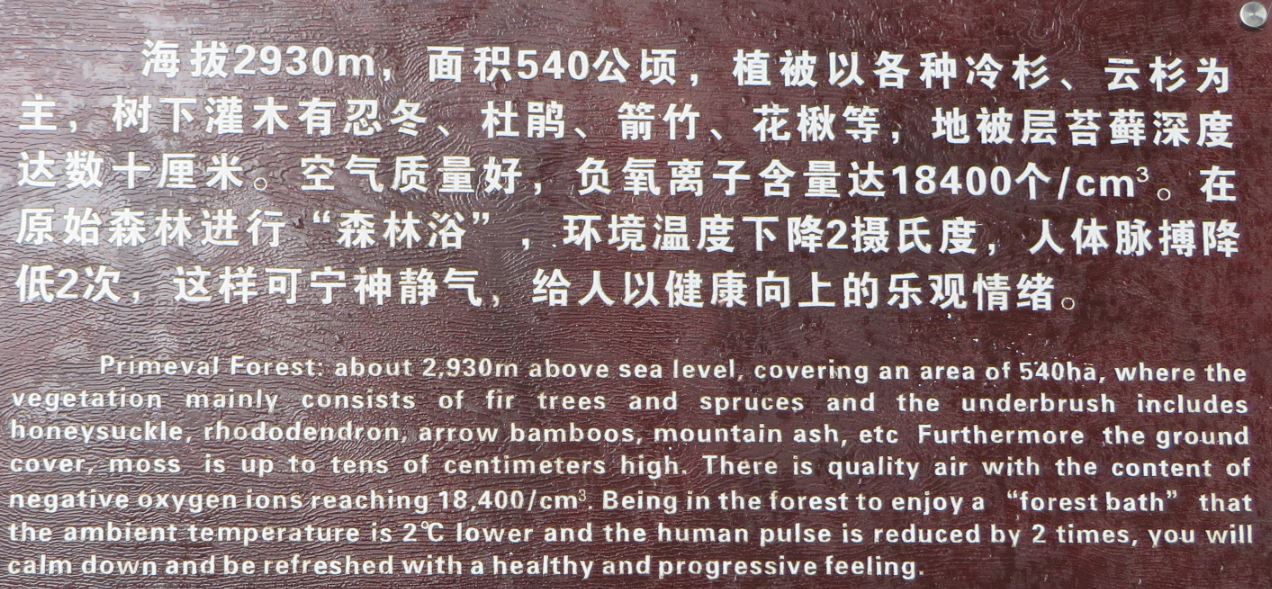 海拔2930m，面积540公顷，植被以各种冷杉、云杉为
主，树下灌木有忍冬、杜鹃、箭竹、花楸等，地被层苔藓深度
达数十厘米。空气质量好，负氧离子含量达18400个/cm³。在
原始森林进行“森林浴”，环境温度下降2摄氏度，人体脉搏降
低2次，这样可宁神静气，给人以健康向上的乐观情绪。
Primeval Forest: about 2,930m above sea level, covering an area of 540ha, where the
vegetation mainly consists of fir trees and spruces and the underbrush includes
honeysuckle, rhododendron, arrow bamboos, mountain ash, etc Furthermore the ground
cover, moss is up to tens of centimeters high. There is quality air with the content of
negative oxygen ions reaching 18,400/cm³. Being in the forest to enjoy a “forest bath” that
the ambient temperature is 2℃ lower and the human pulse is reduced by 2 times, you will
calm down and be refreshed with a healthy and progressive feeling.